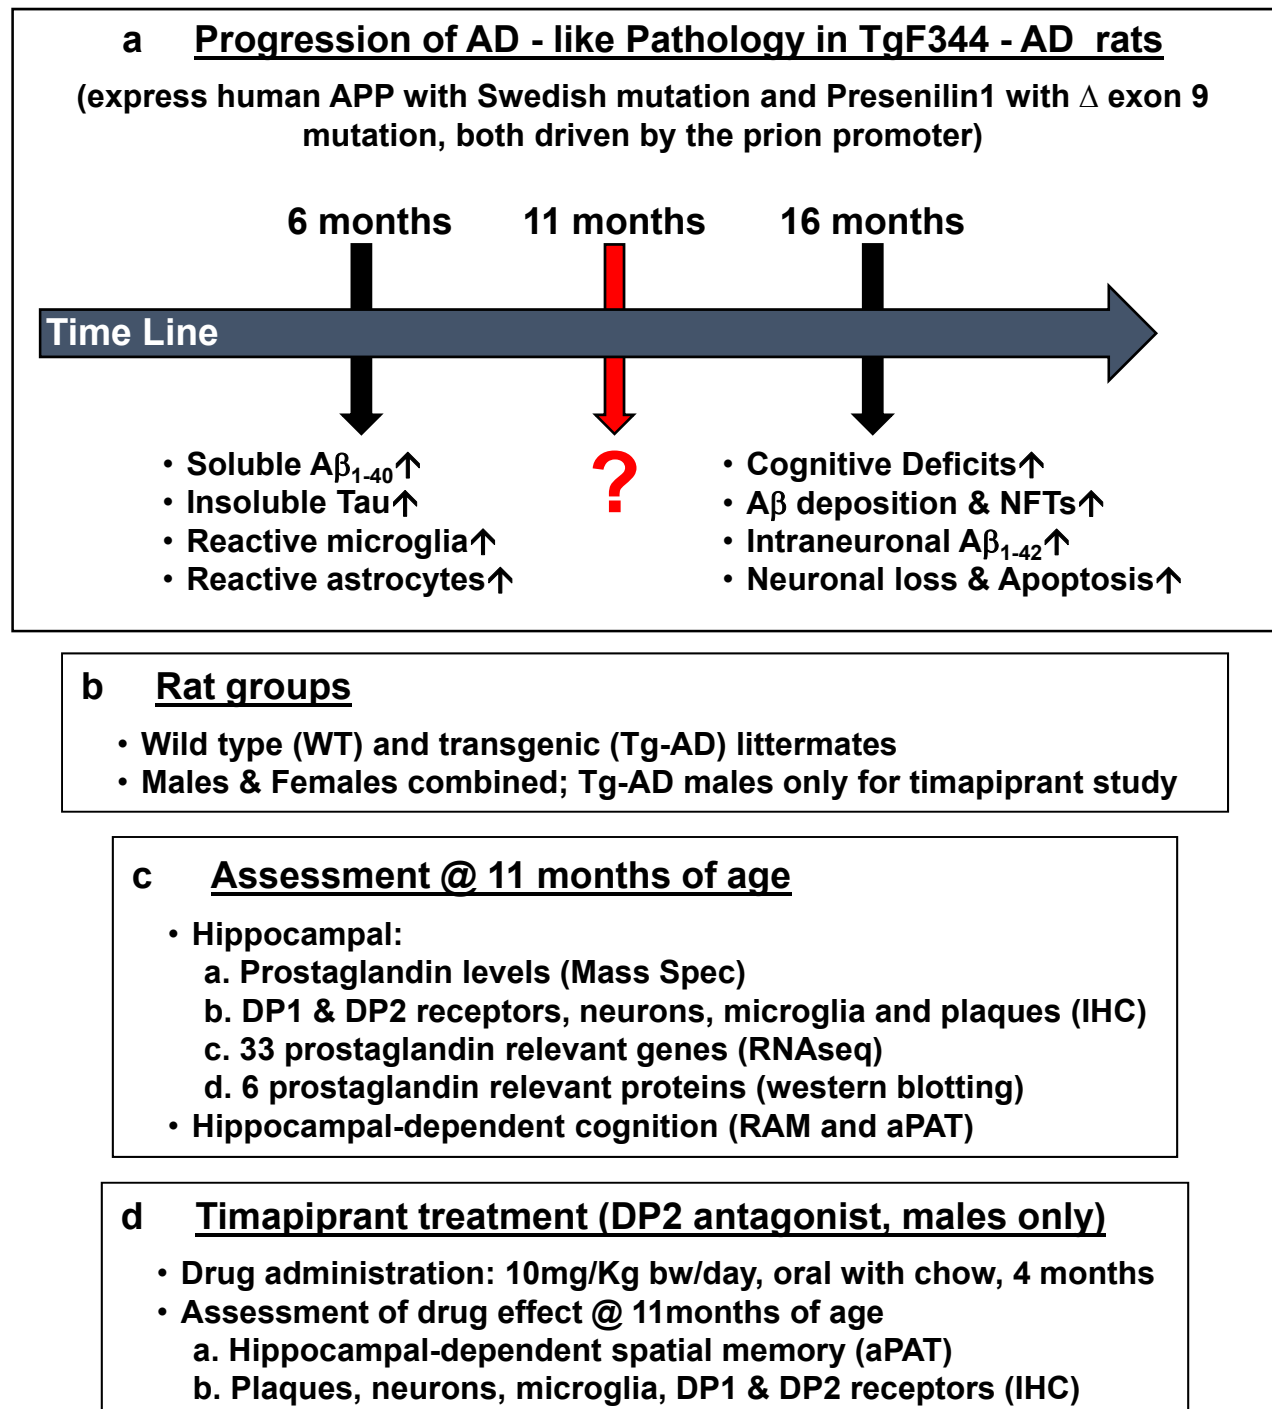 a Progression of AD - like Pathology in TgF344 - AD rats
(express human APP with Swedish mutation and Presenilin1 with Δ exon 9
mutation, both driven by the prion promoter)
6 months 11 months 16 months
Time Line
• Soluble Aβ1-40↑
• Insoluble Tau↑
• Reactive microglia↑
• Reactive astrocytes↑
?
• Cognitive Deficits↑
• Aβ deposition & NFTs↑
• Intraneuronal Aβ1-42↑
• Neuronal loss & Apoptosis↑
b Rat groups
• Wild type (WT) and transgenic (Tg-AD) littermates
• Males & Females combined; Tg-AD males only for timapiprant study
c Assessment @ 11 months of age
• Hippocampal:
a. Prostaglandin levels (Mass Spec)
b. DP1 & DP2 receptors, neurons, microglia and plaques (IHC)
c. 33 prostaglandin relevant genes (RNAseq)
d. 6 prostaglandin relevant proteins (western blotting)
• Hippocampal-dependent cognition (RAM and aPAT)
d Timapiprant treatment (DP2 antagonist, males only)
• Drug administration: 10mg/Kg bw/day, oral with chow, 4 months
• Assessment of drug effect @ 11months of age
a. Hippocampal-dependent spatial memory (aPAT)
b. Plaques, neurons, microglia, DP1 & DP2 receptors (IHC)